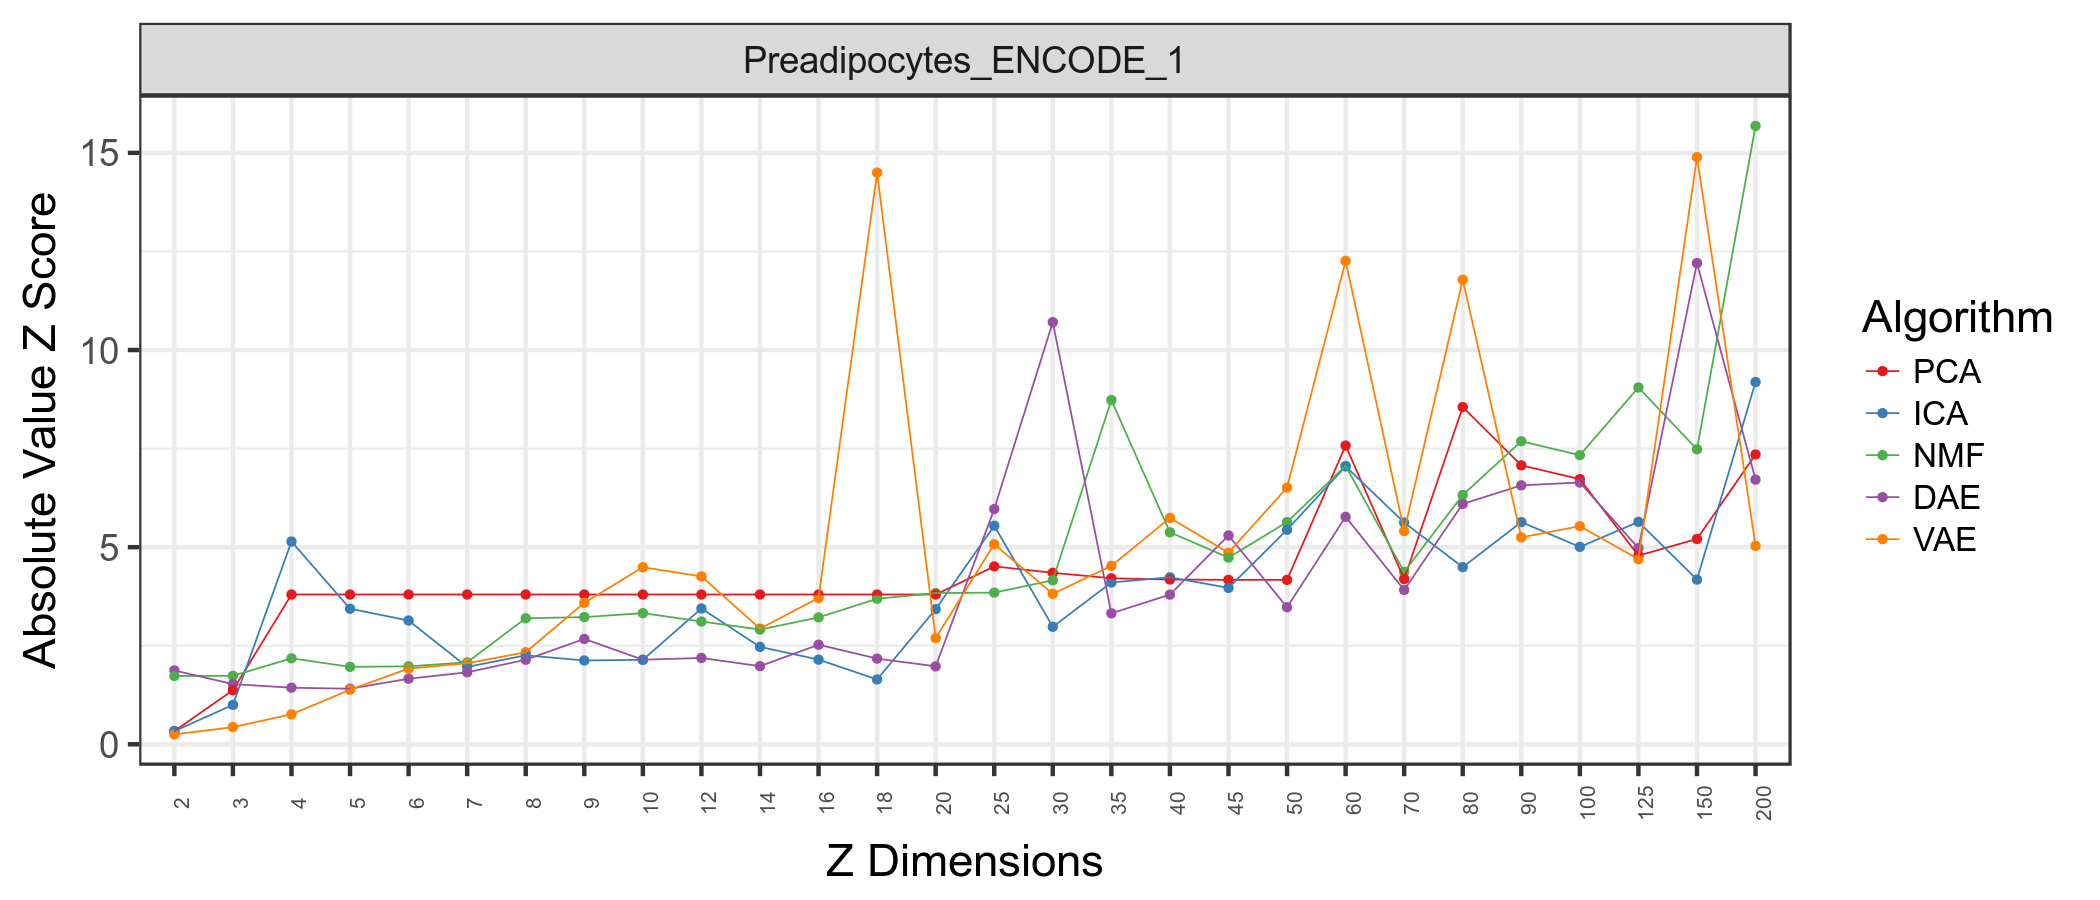 Preadipocytes_ENCODE_1
Absolute Value Z Score
15
10
5
0
2 3 4 5 6 7 8 9 10 12 14 16 18 20 25 30 35 40 45 50 60 70 80 90 100 125 150 200
Z Dimensions
Algorithm
PCA
ICA
NMF
DAE
VAE